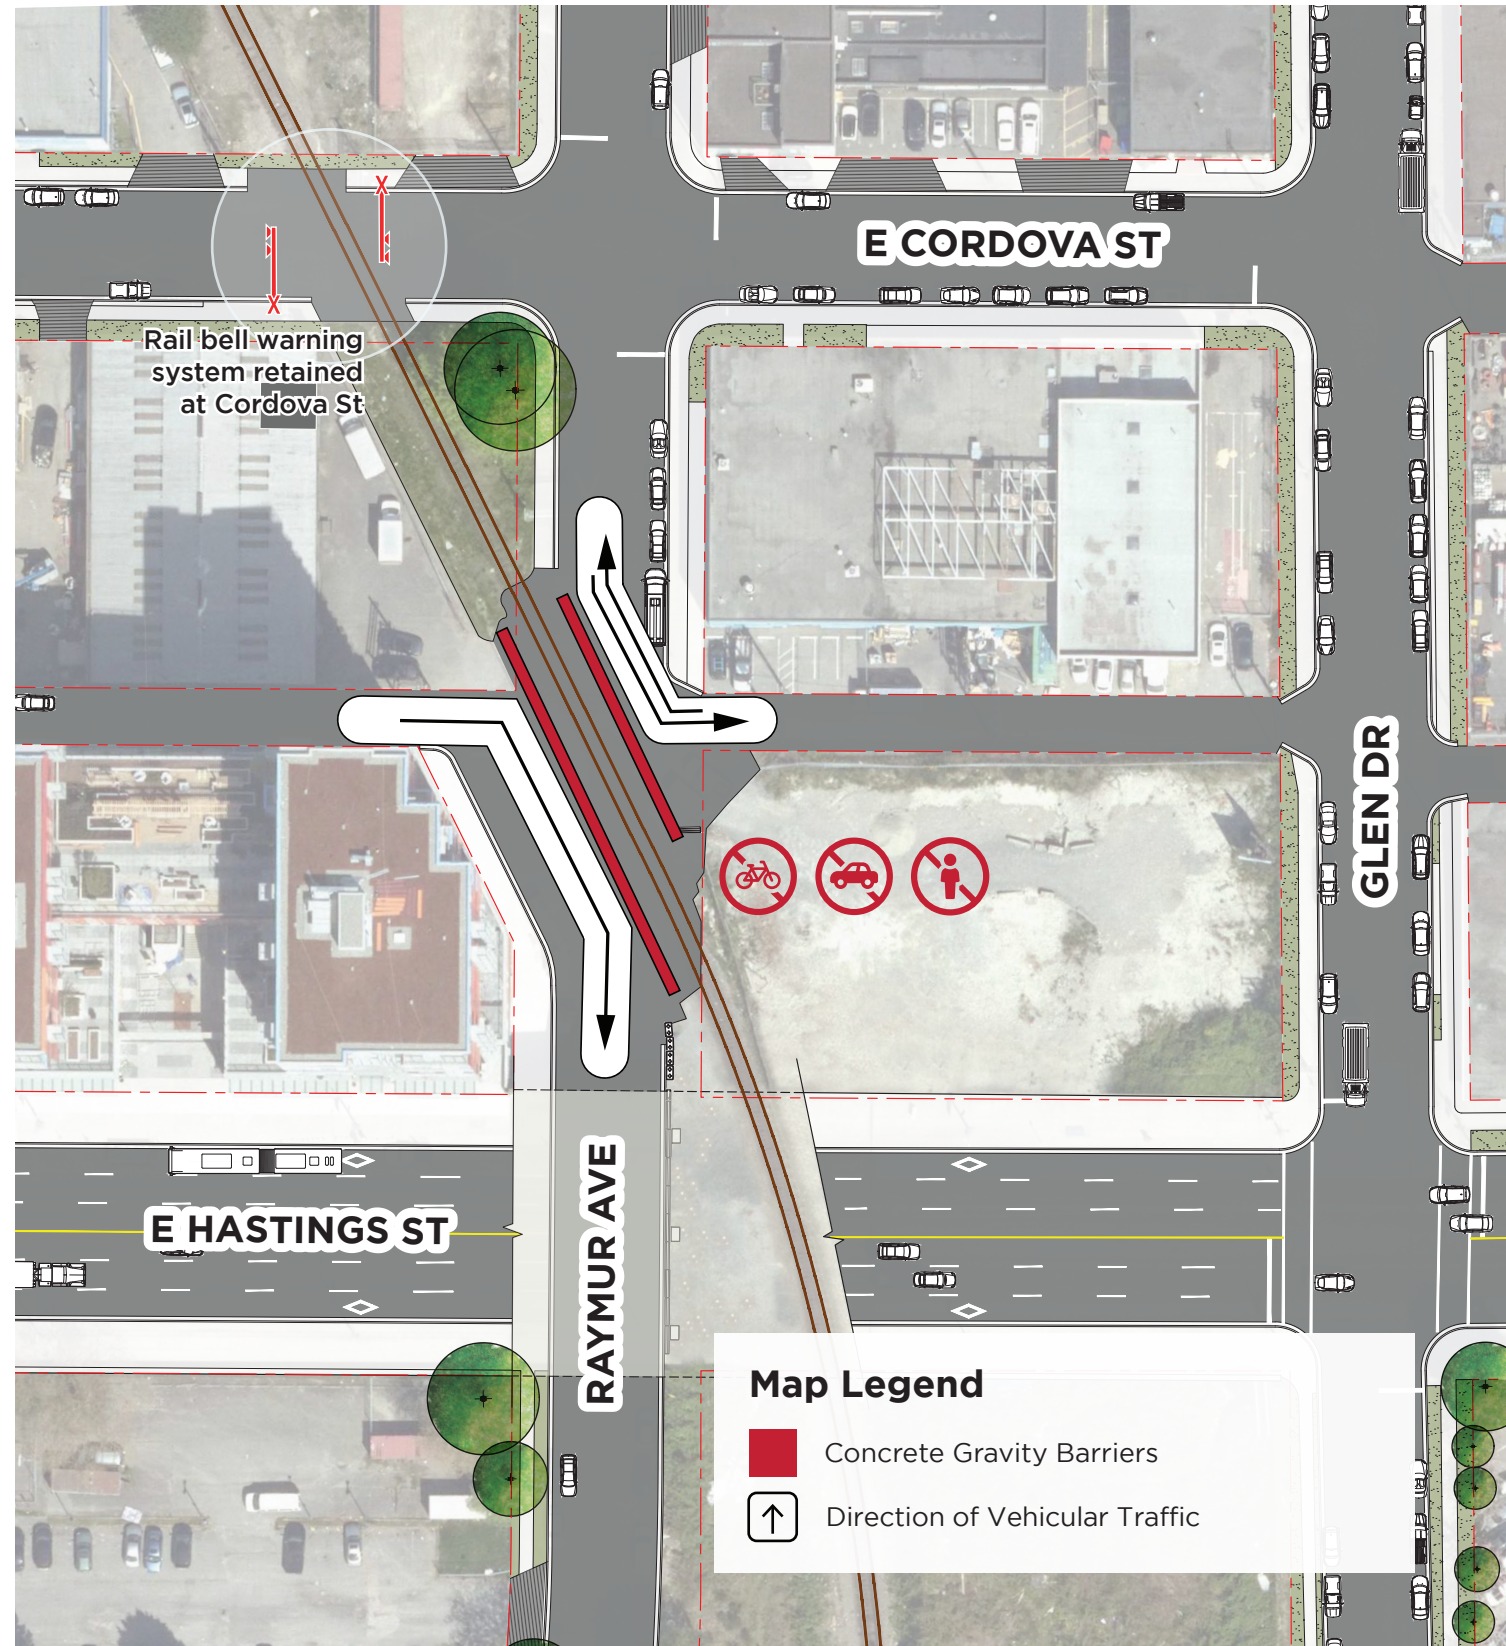 E CORDOVA ST
Rail bell warning
system retained
at Cordova St
GLEN DR
E HASTINGS ST
RAYMUR AVE
Map Legend
Concrete Gravity Barriers
Direction of Vehicular Traffic